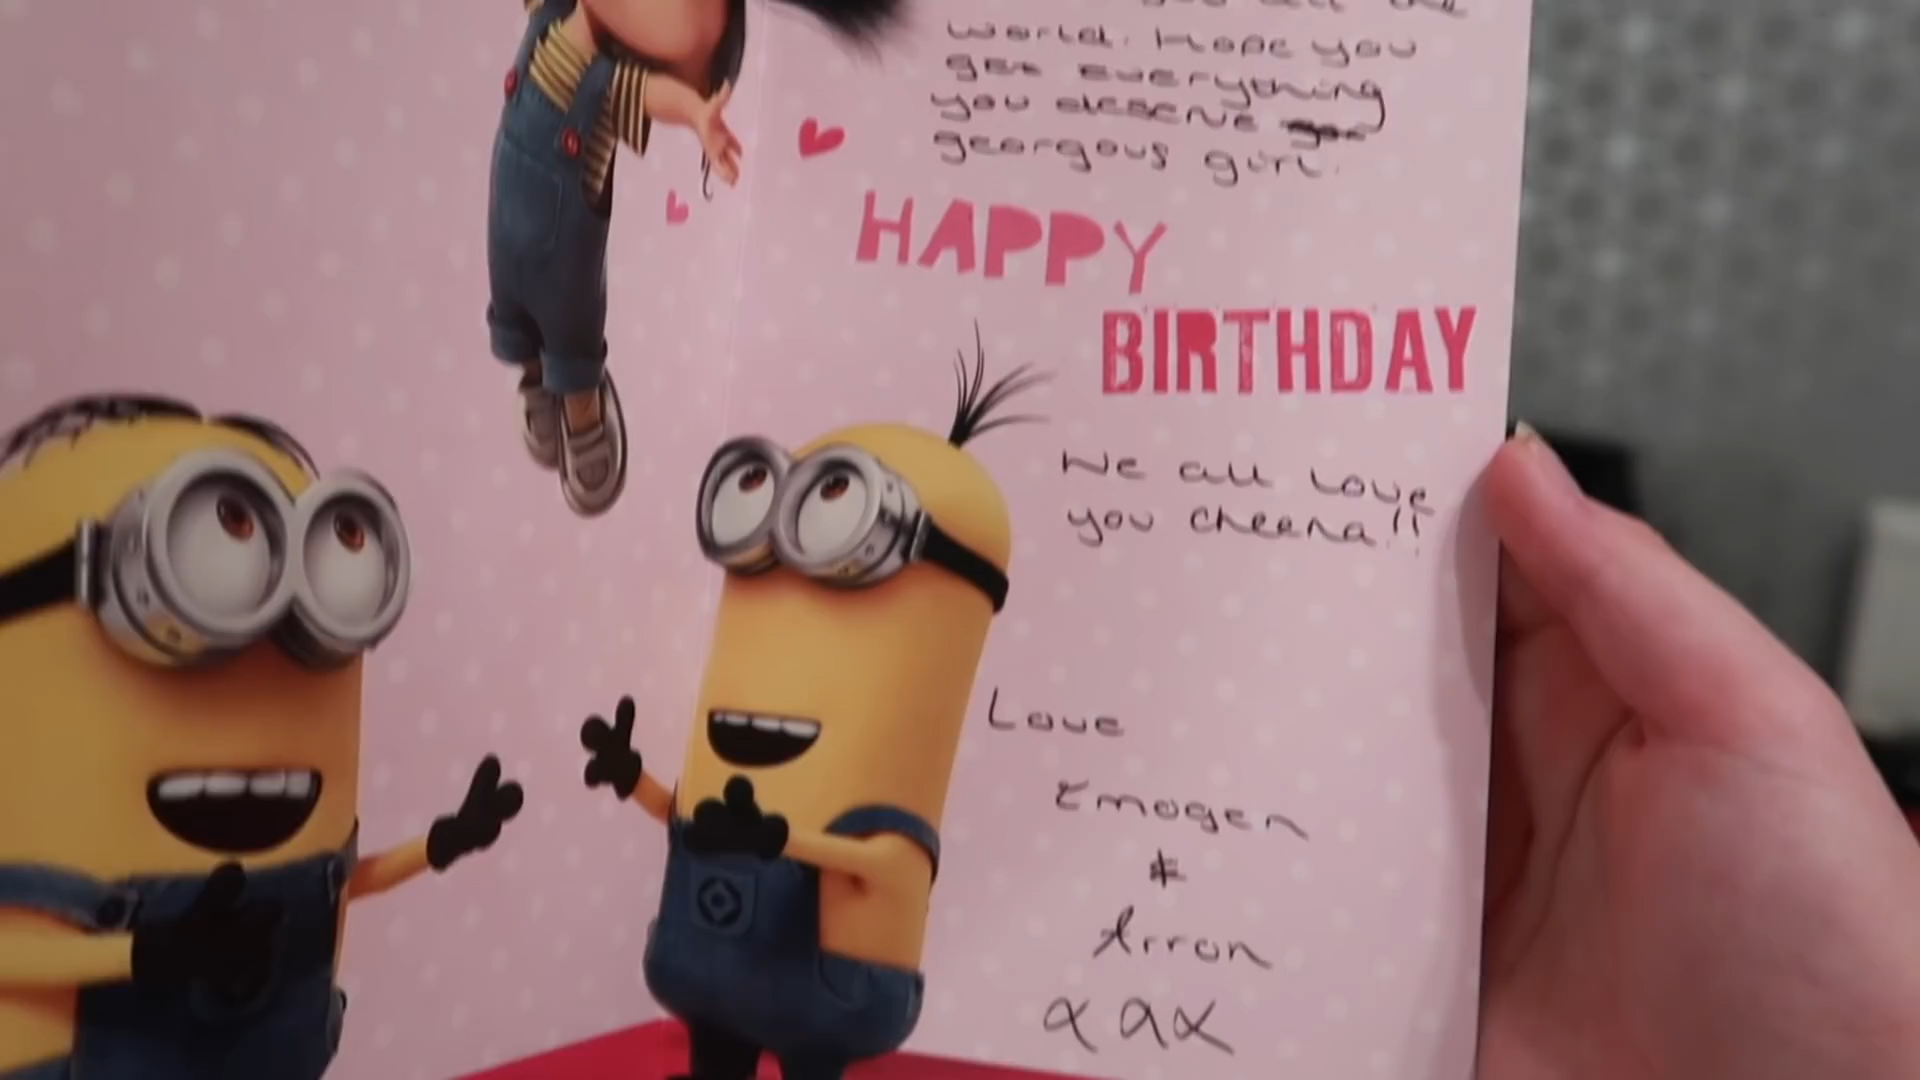 world. Hope you
get everything
you deserve
georgous girl.
HAPPY
BIRTHDAY
We all love
you cheena!!
Love
Emogen
&
Arron
xxx